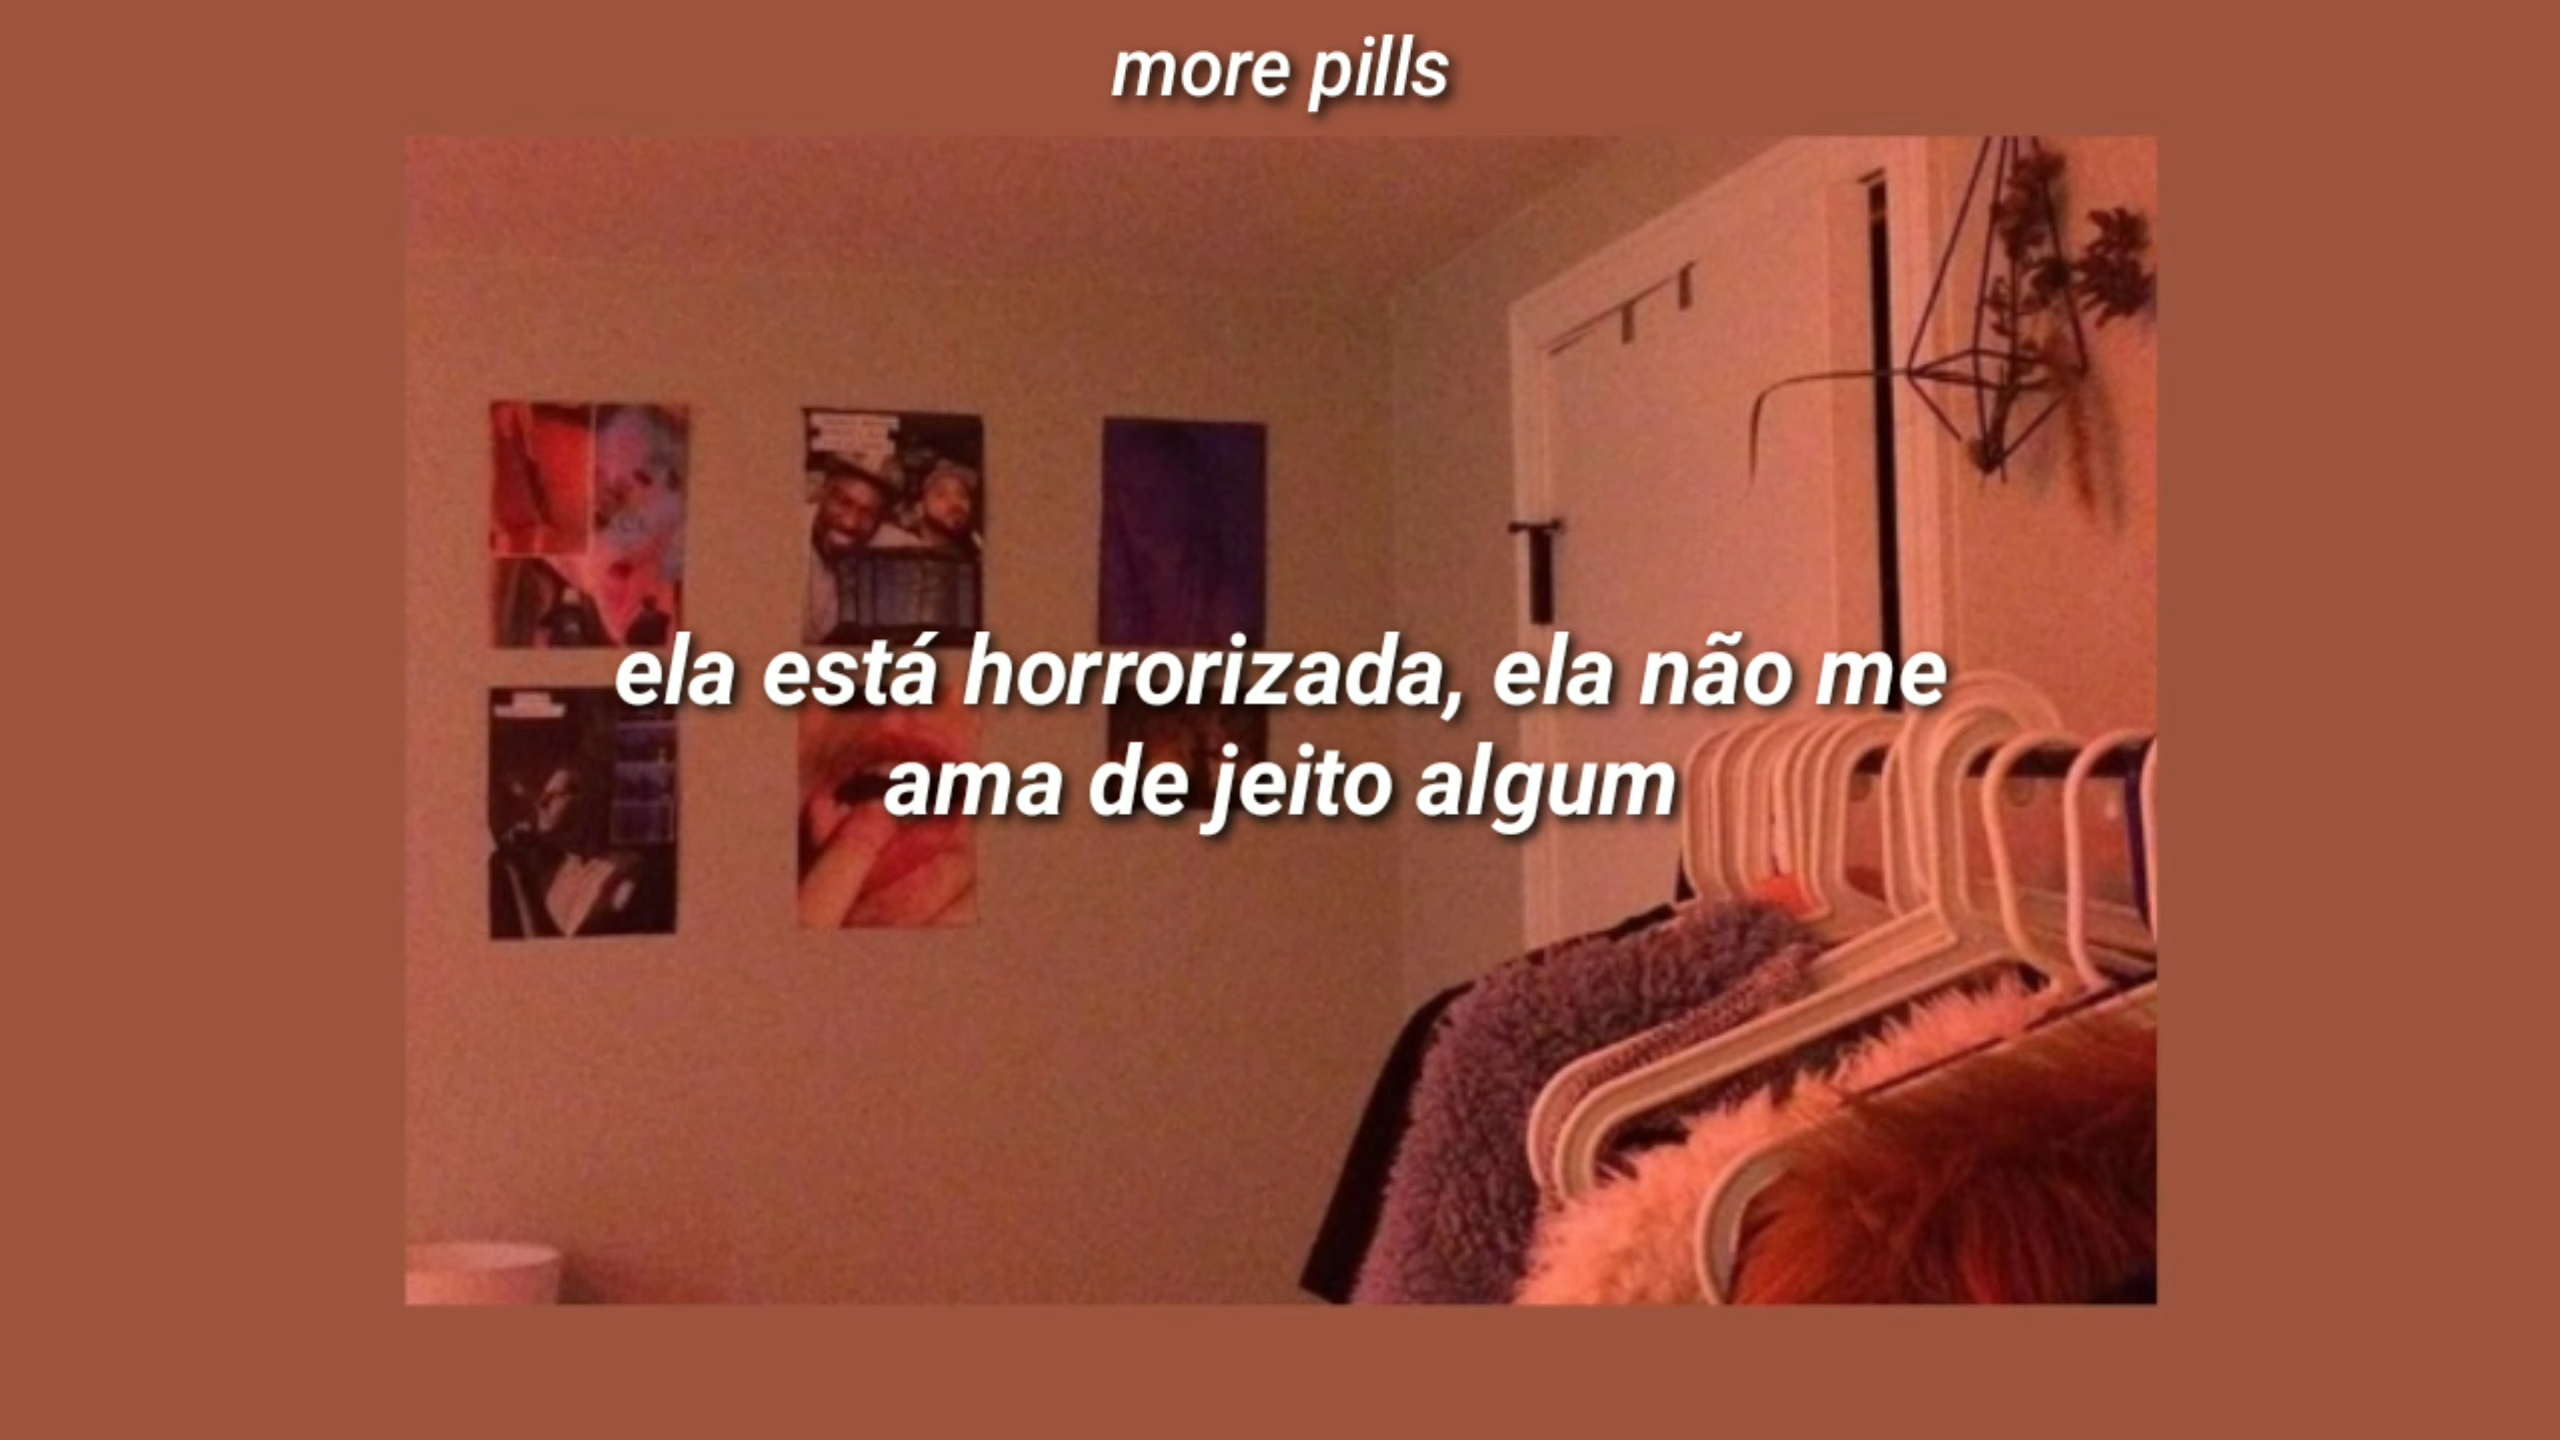 more pills
ela está horrorizada, ela não me
ama de jeito algum